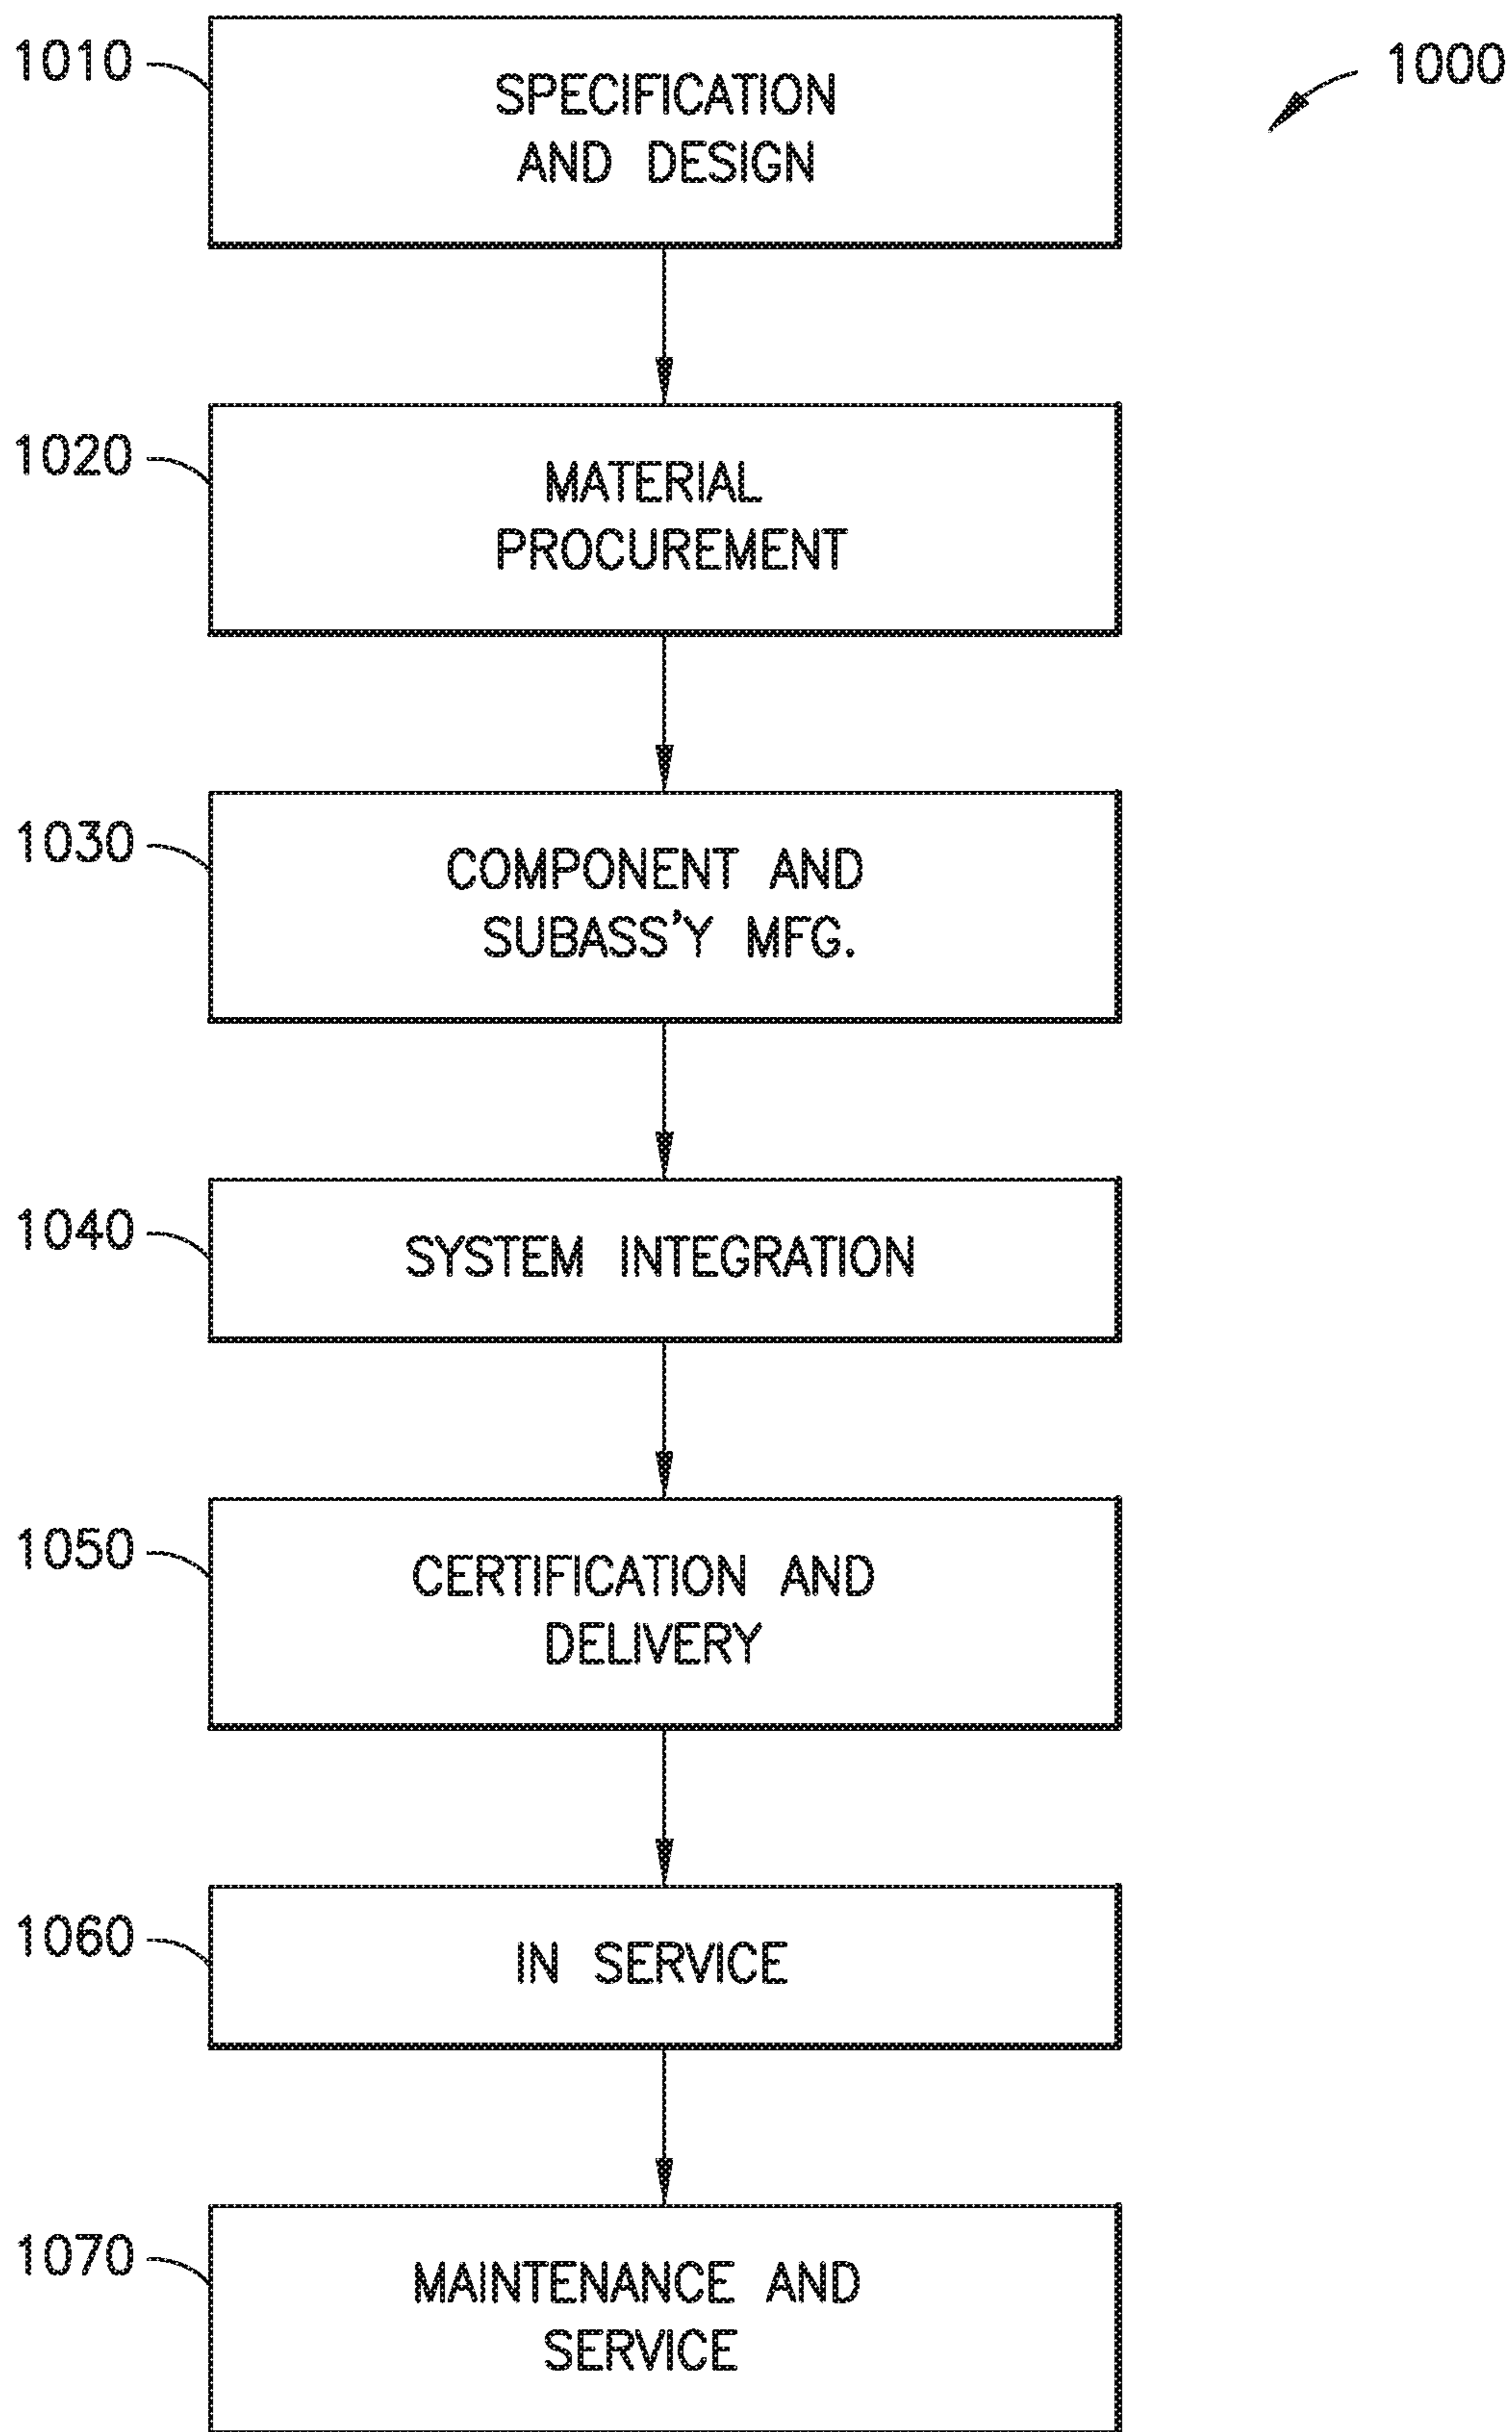 1000
1010
SPECIFICATION
AND DESIGN
1020
MATERIAL
PROCUREMENT
1030
COMPONENT AND
SUBASS'Y MFG.
1040
SYSTEM INTEGRATION
1050
CERTIFICATION AND
DELIVERY
1060
IN SERVICE
1070
MAINTENANCE AND
SERVICE